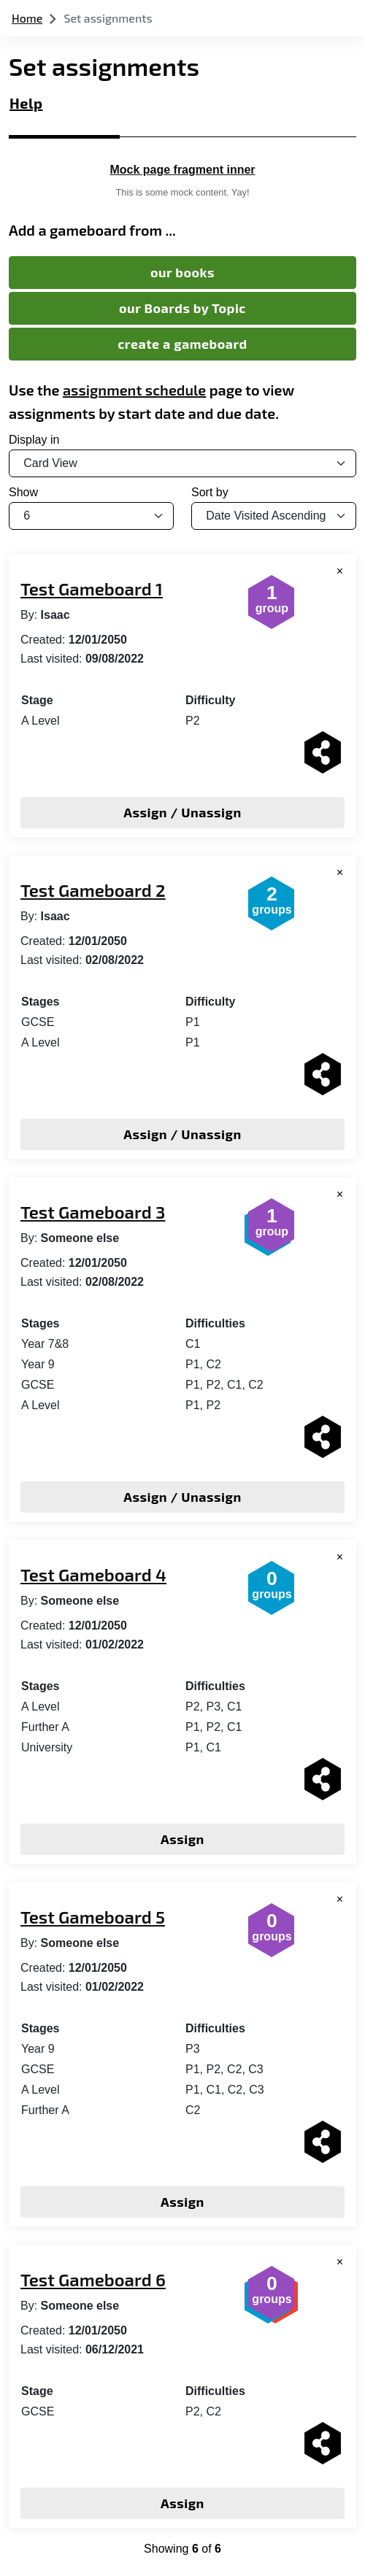 Home > Set assignments
Set assignments
Help
Mock page fragment inner
This is some mock content. Yay!
Add a gameboard from ...
our books
our Boards by Topic
create a gameboard
Use the assignment schedule page to view
assignments by start date and due date.
Display in
Card View
Show Sort by
6 Date Visited Ascending
×
Test Gameboard 1
1
group
By: Isaac
Created: 12/01/2050
Last visited: 09/08/2022
Stage Difficulty
A Level P2
Assign / Unassign
×
Test Gameboard 2
2
groups
By: Isaac
Created: 12/01/2050
Last visited: 02/08/2022
Stages Difficulty
GCSE P1
A Level P1
Assign / Unassign
×
Test Gameboard 3
1
group
By: Someone else
Created: 12/01/2050
Last visited: 02/08/2022
Stages Difficulties
Year 7&8 C1
Year 9 P1, C2
GCSE P1, P2, C1, C2
A Level P1, P2
Assign / Unassign
×
Test Gameboard 4
0
groups
By: Someone else
Created: 12/01/2050
Last visited: 01/02/2022
Stages Difficulties
A Level P2, P3, C1
Further A P1, P2, C1
University P1, C1
Assign
×
Test Gameboard 5
0
groups
By: Someone else
Created: 12/01/2050
Last visited: 01/02/2022
Stages Difficulties
Year 9 P3
GCSE P1, P2, C2, C3
A Level P1, C1, C2, C3
Further A C2
Assign
×
Test Gameboard 6
0
groups
By: Someone else
Created: 12/01/2050
Last visited: 06/12/2021
Stage Difficulties
GCSE P2, C2
Assign
Showing 6 of 6